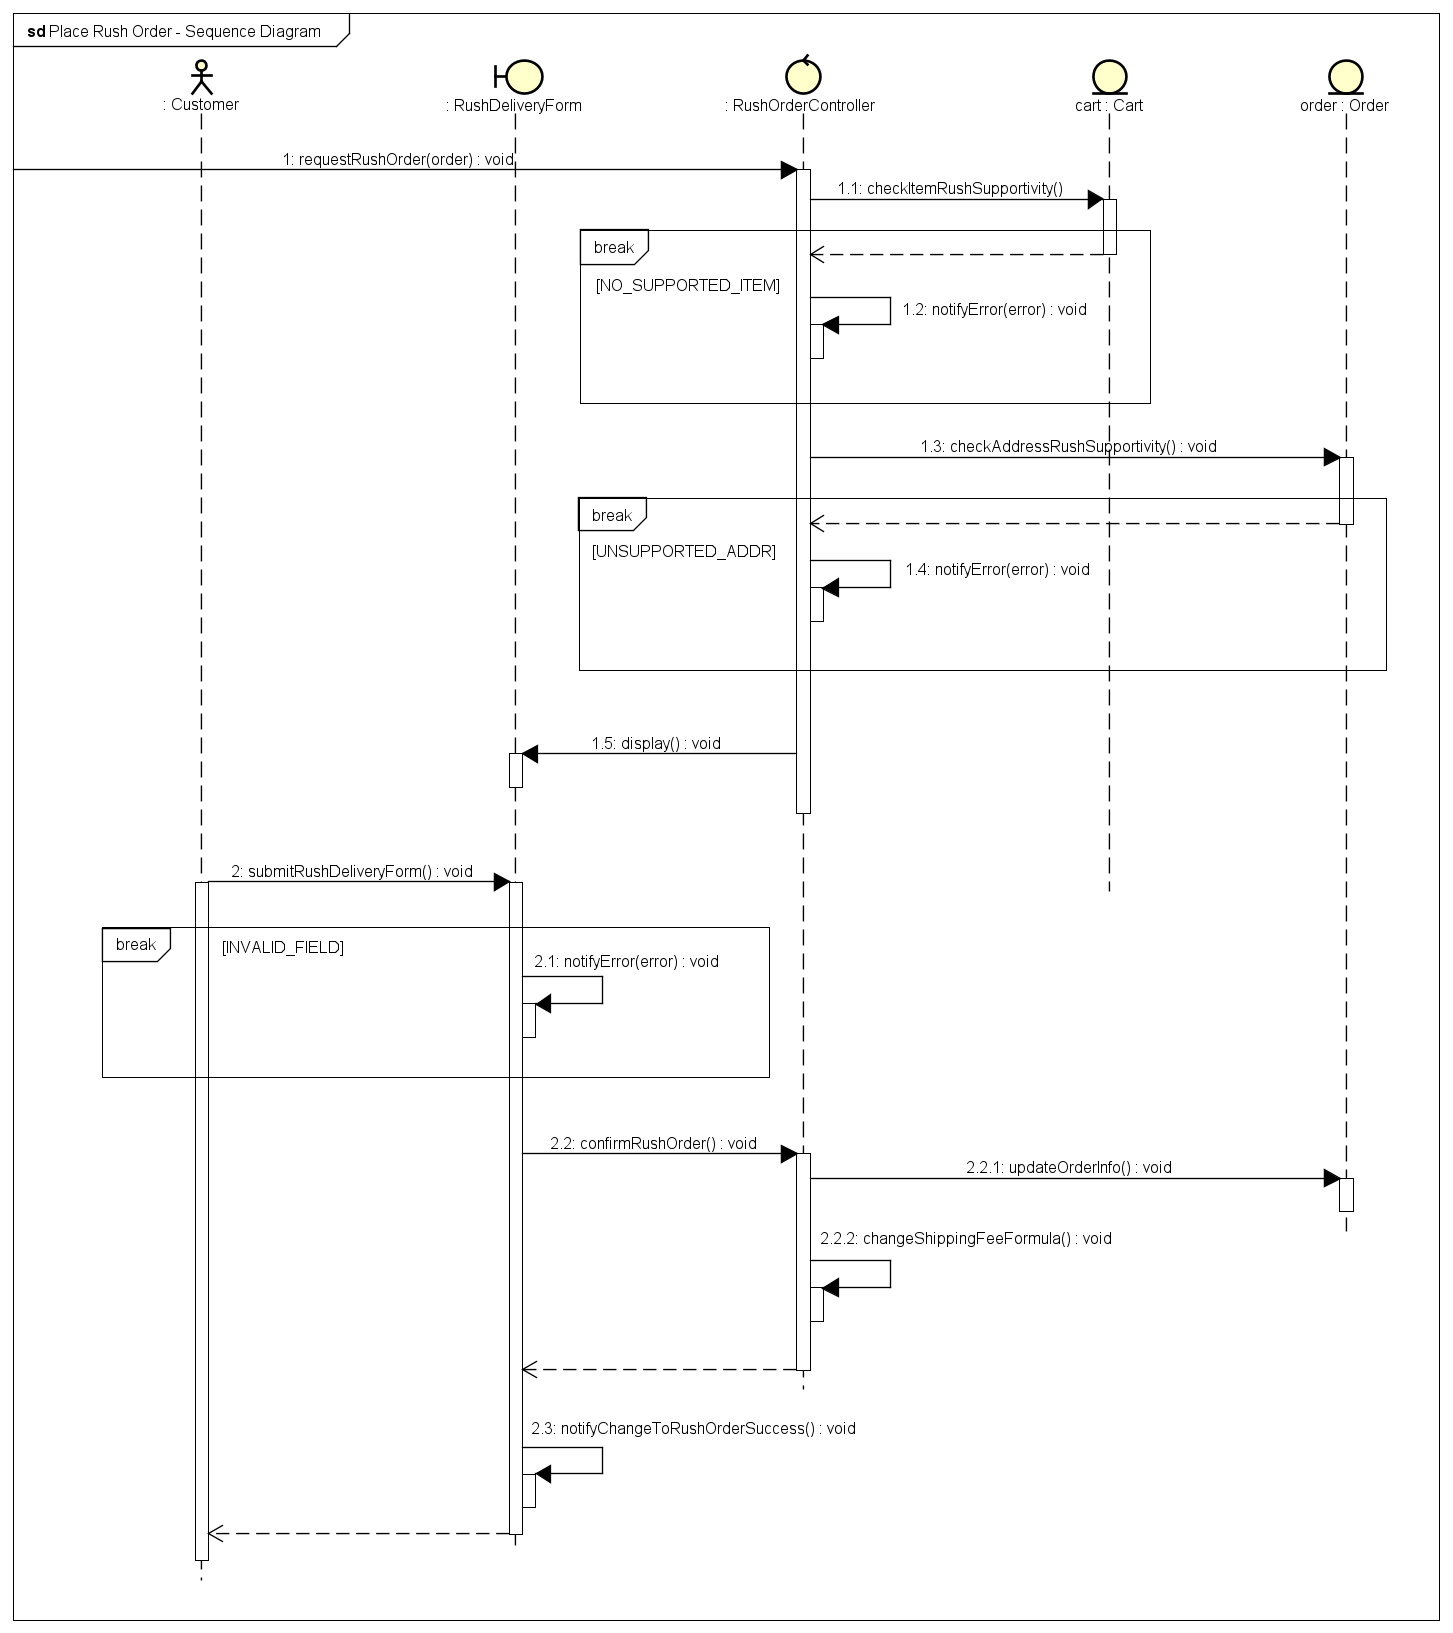 sd Place Rush Order - Sequence Diagram
: Customer
: RushDeliveryForm
: RushOrderController
cart : Cart
order : Order
1: requestRushOrder(order) : void
1.1: checkItemRushSupportivity()
break
[NO_SUPPORTED_ITEM]
1.2: notifyError(error) : void
1.3: checkAddressRushSupportivity() : void
break
[UNSUPPORTED_ADDR]
1.4: notifyError(error) : void
1.5: display() : void
2: submitRushDeliveryForm() : void
break
[INVALID_FIELD]
2.1: notifyError(error) : void
2.2: confirmRushOrder() : void
2.2.1: updateOrderInfo() : void
2.2.2: changeShippingFeeFormula() : void
2.3: notifyChangeToRushOrderSuccess() : void